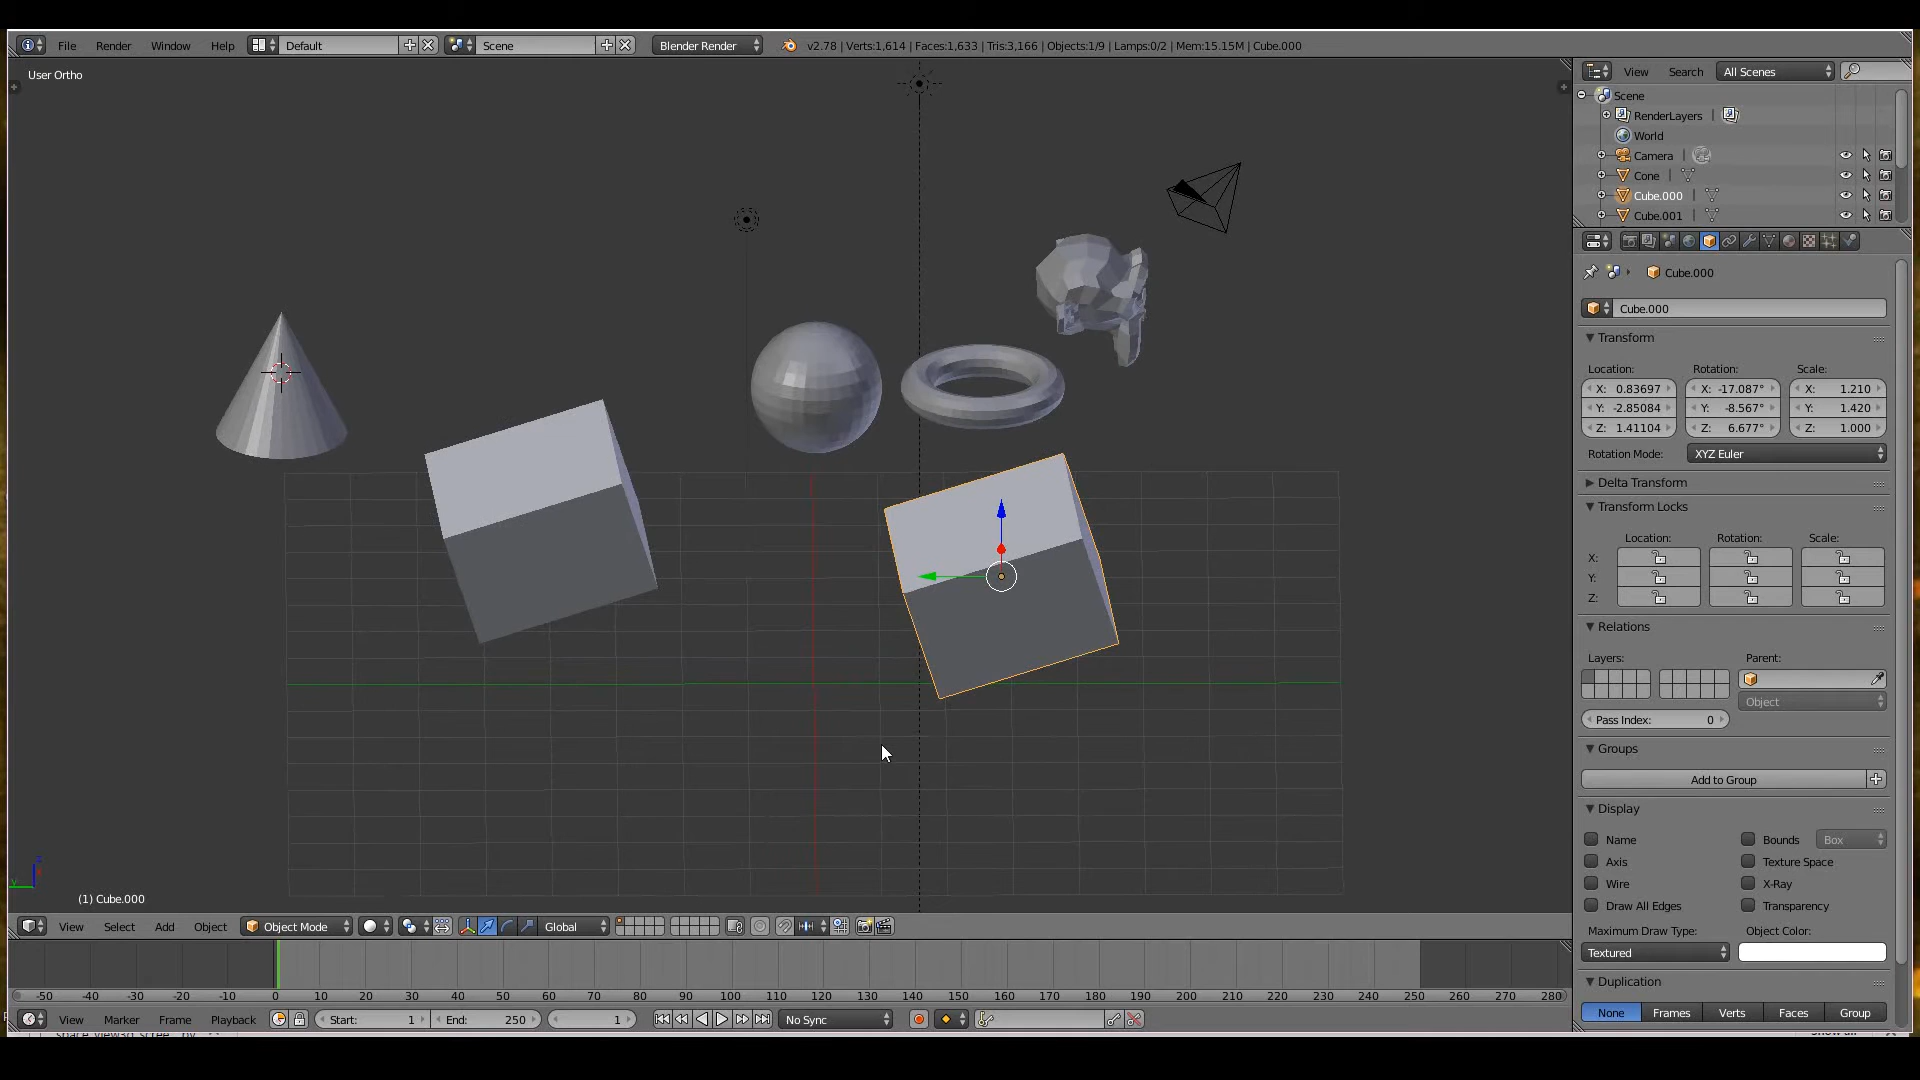 File Render Window Help Default Scene Blender Render v2.78 | Verts:1,614 | Faces:1,633 | Tris:3,166 | Objects:1/9 | Lamps:0/2 | Mem:15.15M | Cube.000
User Ortho
(1) Cube.000
View Select Add Object Object Mode Global
-50 -40 -30 -20 -10 0 10 20 30 40 50 60 70 80 90 100 110 120 130 140 150 160 170 180 190 200 210 220 230 240 250 260 270 280
View Marker Frame Playback Start: 1 End: 250 1 No Sync
View Search All Scenes
Scene
RenderLayers |
World
Camera |
Cone |
Cube.000 |
Cube.001 |
Cube.000
Cube.000
Transform
Location: Rotation: Scale:
X: 0.83697 X: -17.087° X: 1.210
Y: -2.85084 Y: -8.567° Y: 1.420
Z: 1.41104 Z: 6.677° Z: 1.000
Rotation Mode: XYZ Euler
Delta Transform
Transform Locks
Location: Rotation: Scale:
X:
Y:
Z:
Relations
Layers: Parent:
Object
Pass Index: 0
Groups
Add to Group
Display
Name Bounds Box
Axis Texture Space
Wire X-Ray
Draw All Edges Transparency
Maximum Draw Type: Object Color:
Textured
Duplication
None Frames Verts Faces Group